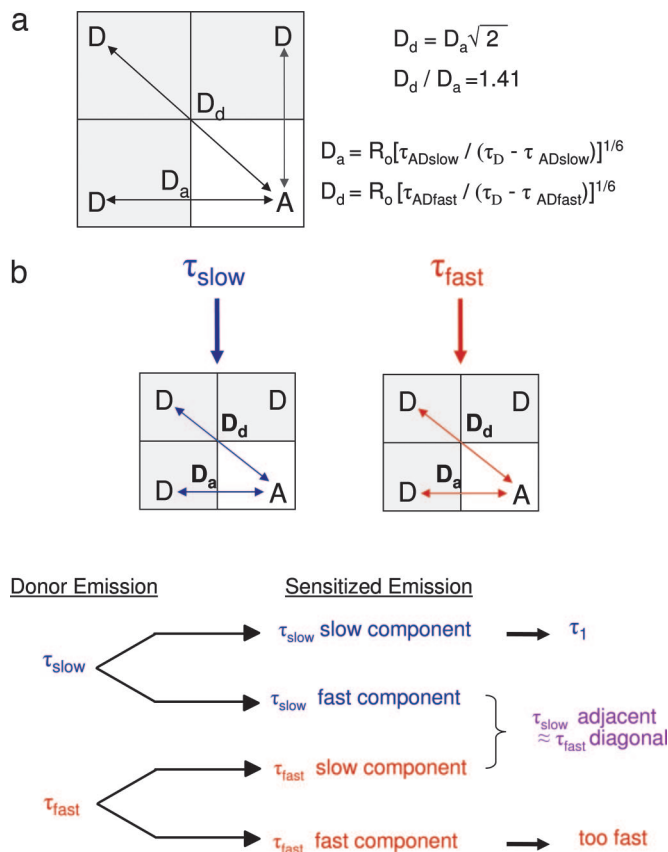 a
D D
D_d
D_a
D A
D_d = D_a√2
D_d / D_a =1.41
D_a = R_o[τ_ADslow / (τ_D - τ_ADslow)]^1/6
D_d = R_o [τ_ADfast / (τ_D - τ_ADfast)]^1/6
b
τ_slow τ_fast
D D
D_d
D_a
D A
D D
D_d
D_a
D A
Donor Emission Sensitized Emission
τ_slow
τ_slow slow component τ_1
τ_slow fast component
τ_slow adjacent
≈ τ_fast diagonal
τ_fast slow component
τ_fast
τ_fast fast component too fast